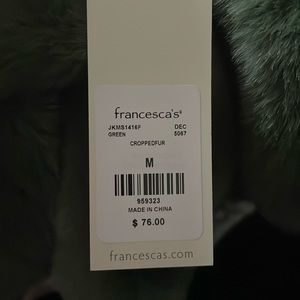 francesca's®
JKMS1416F DEC
GREEN 5067
CROPPEDFUR
M
959323
MADE IN CHINA
$ 76.00
francescas.com